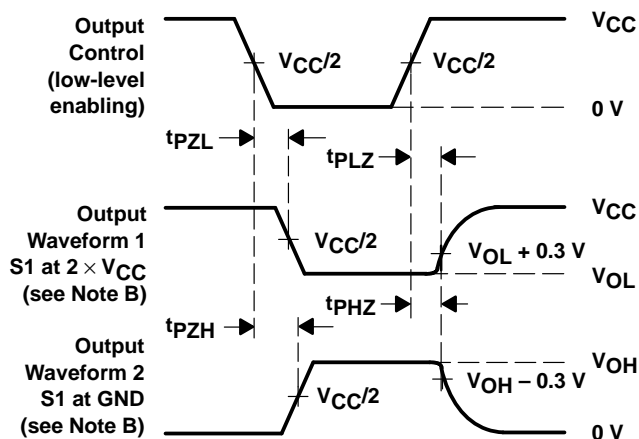 Output
Control
(low-level
enabling)
VCC/2
VCC/2
VCC
0 V
tPZL
tPLZ
Output
Waveform 1
S1 at 2 × VCC
(see Note B)
VCC/2
VCC
VOL + 0.3 V
VOL
tPZH
tPHZ
Output
Waveform 2
S1 at GND
(see Note B)
VCC/2
VOH
VOH − 0.3 V
0 V